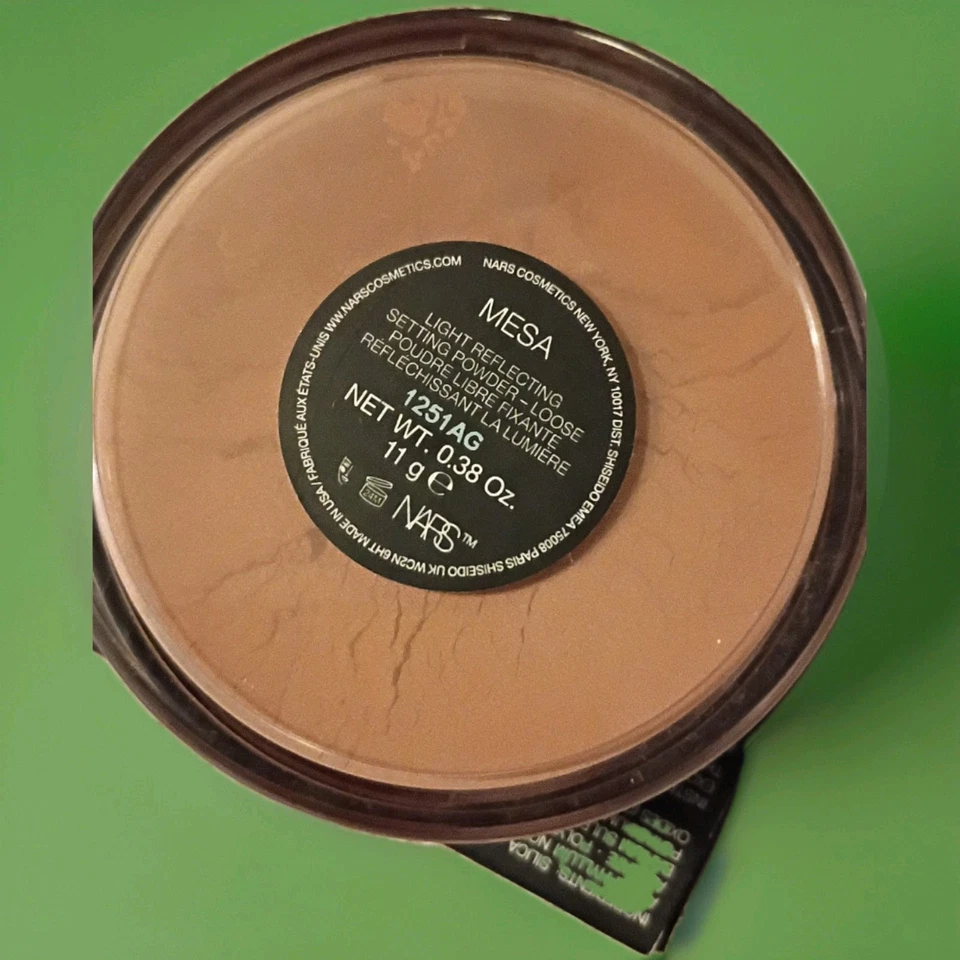 WWW.NARSCOSMETICS.COM NARS COSMETICS NEW YORK, NY 10017 DIST. SHISEIDO EMEA 75008 PARIS SHISEIDO UK WC2N 6HT MADE IN USA / FABRIQUÉ AUX ÉTATS-UNIS
MESA
LIGHT REFLECTING
SETTING POWDER – LOOSE
POUDRE LIBRE FIXANTE
RÉFLÉCHISSANT LA LUMIÈRE
1251AG
NET WT. 0.38 Oz.
11 g ℮
24M
NARS™
SILICA